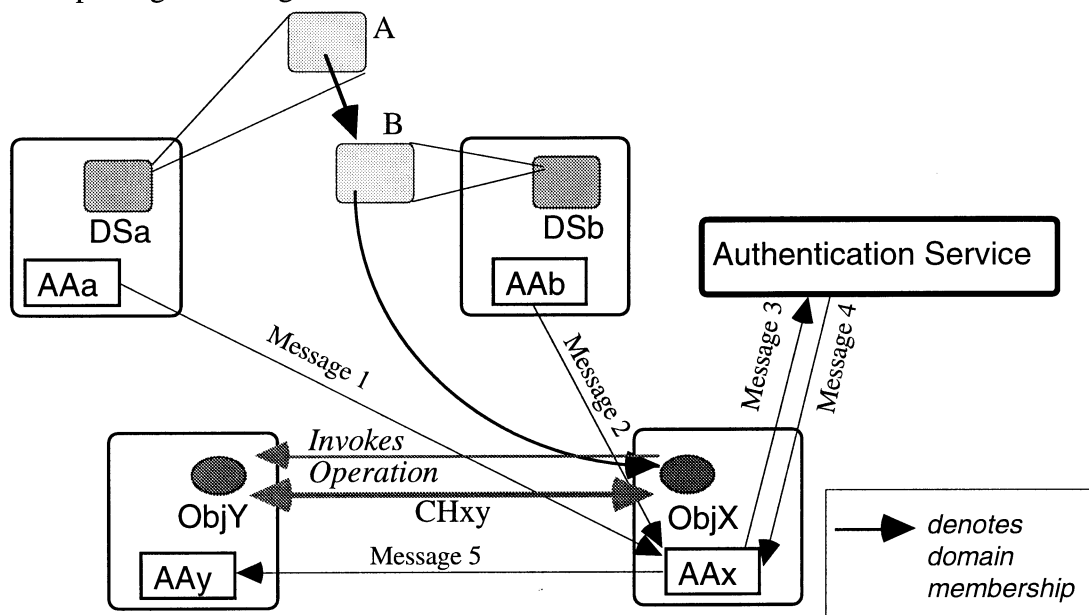 A
B
DSa
DSb
AAa
AAb
Authentication Service
Message 1
Message 2
Message 3
Message 4
Invokes
Operation
CHxy
ObjY
ObjX
Message 5
AAy
AAx
denotes
domain
membership